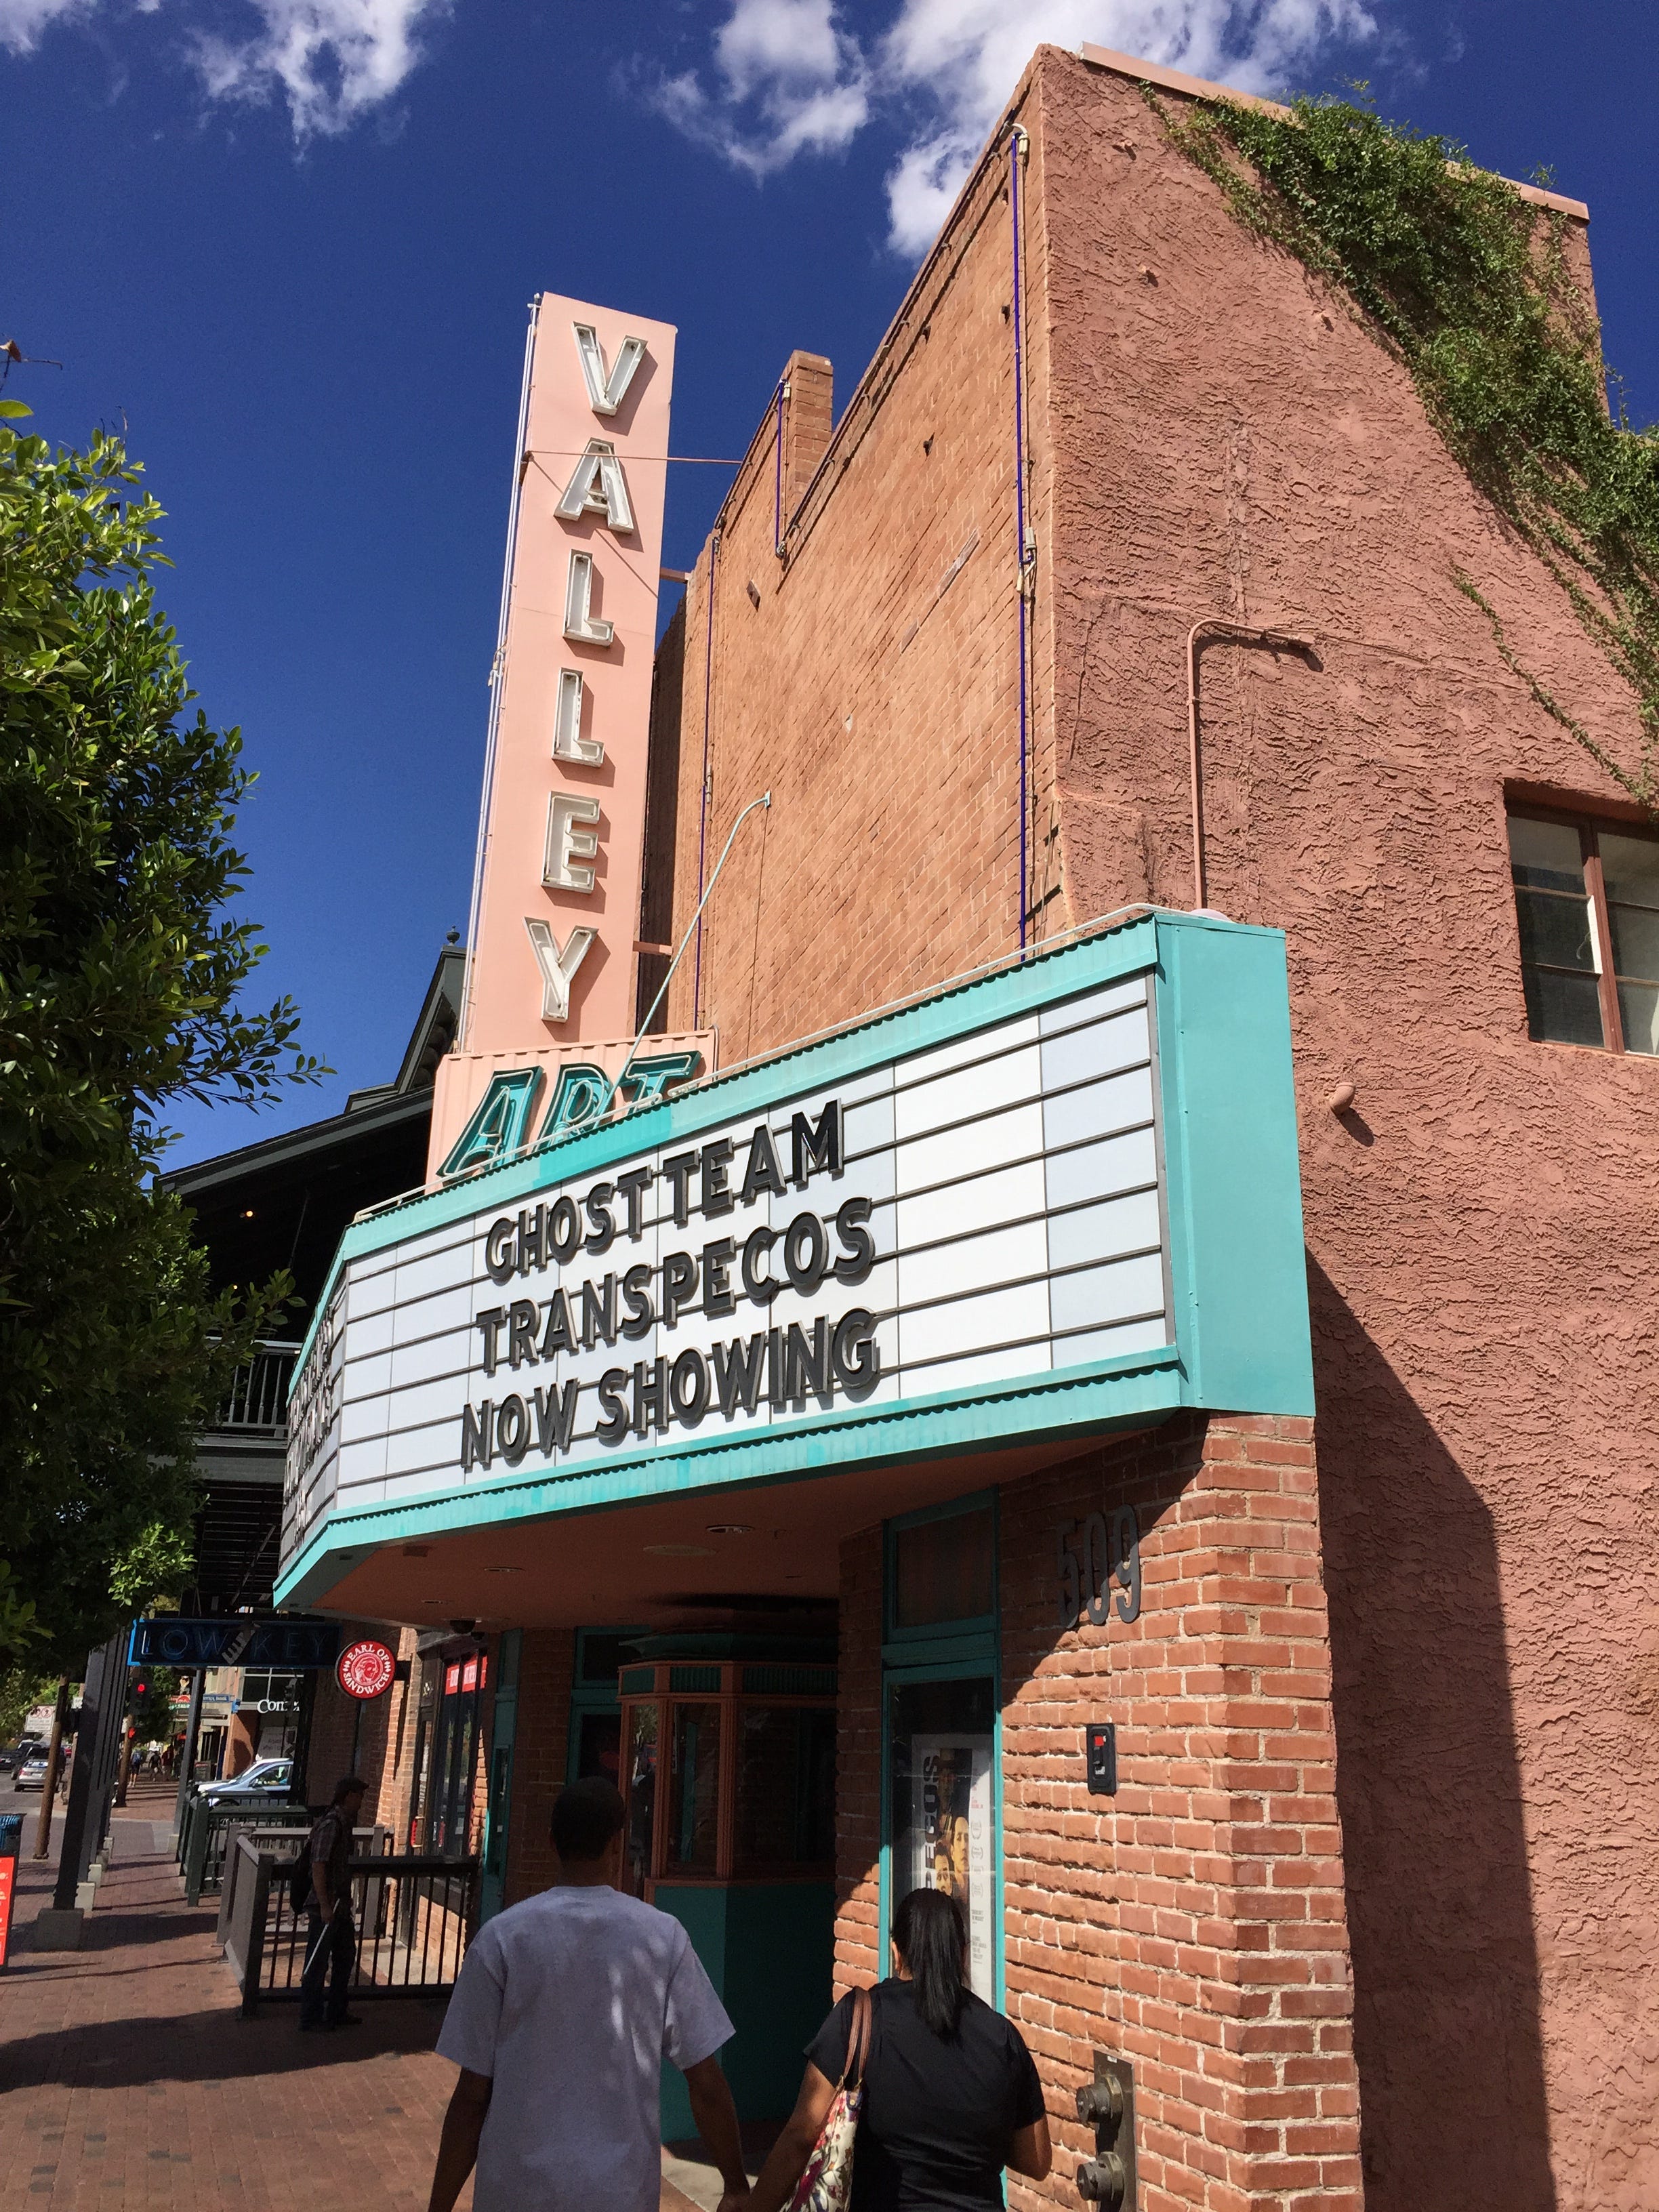 VALLEY
ART
GHOST TEAM
TRANSPECOS
NOW SHOWING
509
LOW KEY
EARL OF
SANDWICH